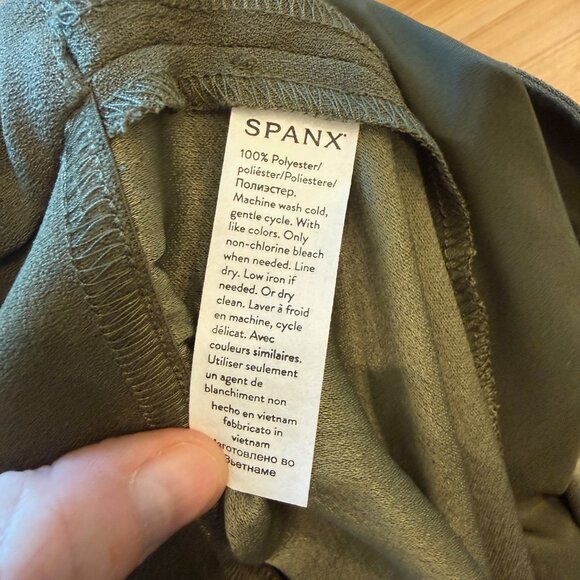 SPANX
100% Polyester/
poliéster/Poliestere/
Полиэстер.
Machine wash cold,
gentle cycle. With
like colors. Only
non-chlorine bleach
when needed. Line
dry. Low iron if
needed. Or dry
clean. Laver à froid
en machine, cycle
délicat. Avec
couleurs similaires.
Utiliser seulement
un agent de
blanchiment non
hecho en vietnam
fabbricato in
vietnam
во